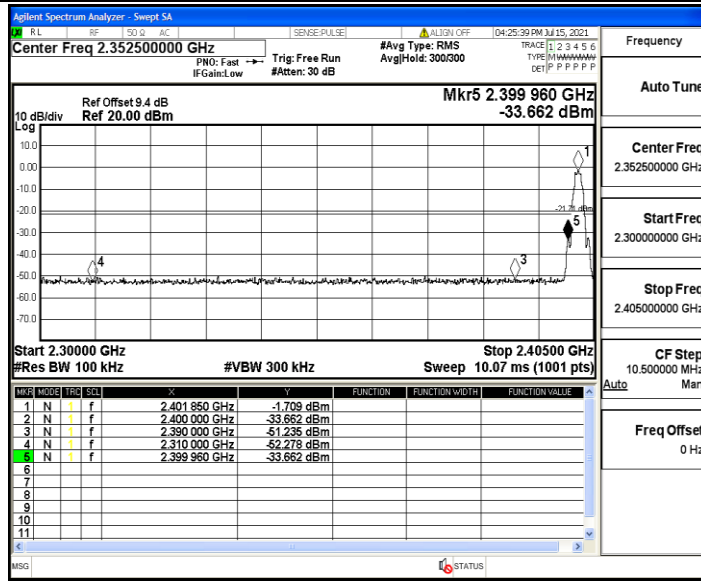 Agilent Spectrum Analyzer - Swept SA
RL RF 50 Ω AC SENSE:PULSE ALIGN OFF 04:25:39 PM Jul 15, 2021
Center Freq 2.352500000 GHz
PNO: Fast
IFGain:Low
Trig: Free Run
#Atten: 30 dB
#Avg Type: RMS
Avg|Hold: 300/300
TRACE 1 2 3 4 5 6
TYPE MWWWWW
DET P P P P P P
Ref Offset 9.4 dB
10 dB/div Ref 20.00 dBm
Log
Mkr5 2.399 960 GHz
-33.662 dBm
10.0
0.00
-10.0
-20.0
-30.0
-40.0
-50.0
-60.0
-70.0
1
-21.71 dBm
5
3
4
Start 2.30000 GHz Stop 2.40500 GHz
#Res BW 100 kHz #VBW 300 kHz Sweep 10.07 ms (1001 pts)
MKR MODE TRC SCL X Y FUNCTION FUNCTION WIDTH FUNCTION VALUE
1 N 1 f 2.401 850 GHz -1.709 dBm
2 N 1 f 2.400 000 GHz -33.662 dBm
3 N 1 f 2.390 000 GHz -51.235 dBm
4 N 1 f 2.310 000 GHz -52.278 dBm
5 N 1 f 2.399 960 GHz -33.662 dBm
6
7
8
9
10
11
MSG STATUS
Frequency
Auto Tune
Center Freq
2.352500000 GHz
Start Freq
2.300000000 GHz
Stop Freq
2.405000000 GHz
CF Step
10.500000 MHz
Auto Man
Freq Offset
0 Hz